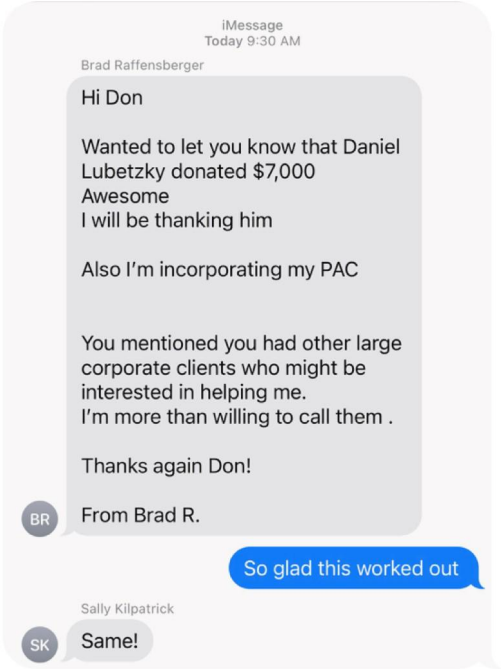 iMessage
Today 9:30 AM
Brad Raffensberger
Hi Don
Wanted to let you know that Daniel
Lubetzky donated $7,000
Awesome
I will be thanking him
Also I'm incorporating my PAC
You mentioned you had other large
corporate clients who might be
interested in helping me.
I'm more than willing to call them .
Thanks again Don!
From Brad R.
BR
So glad this worked out
Sally Kilpatrick
Same!
SK